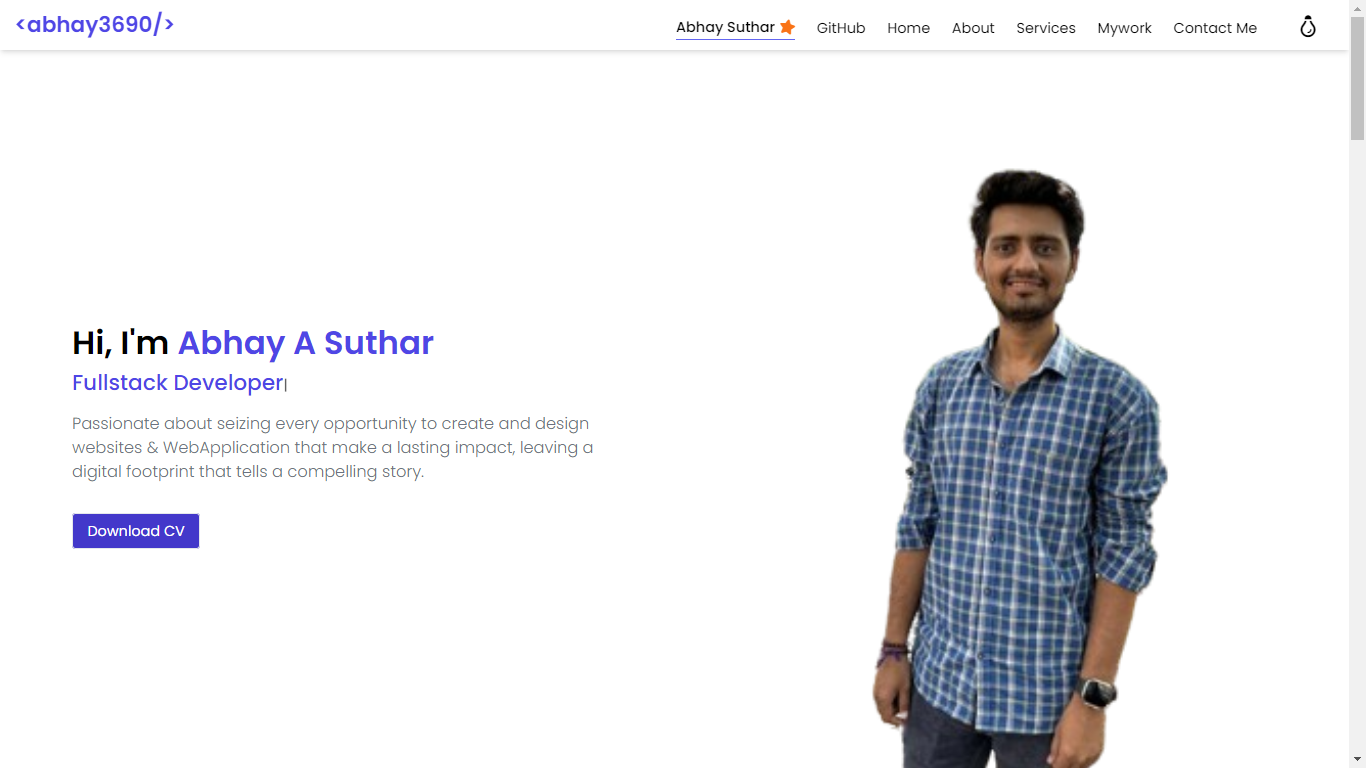 <abhay3690/>
Abhay Suthar GitHub Home About Services Mywork Contact Me
Hi, I'm Abhay A Suthar
Fullstack Developer|
Passionate about seizing every opportunity to create and design
websites & WebApplication that make a lasting impact, leaving a
digital footprint that tells a compelling story.
Download CV